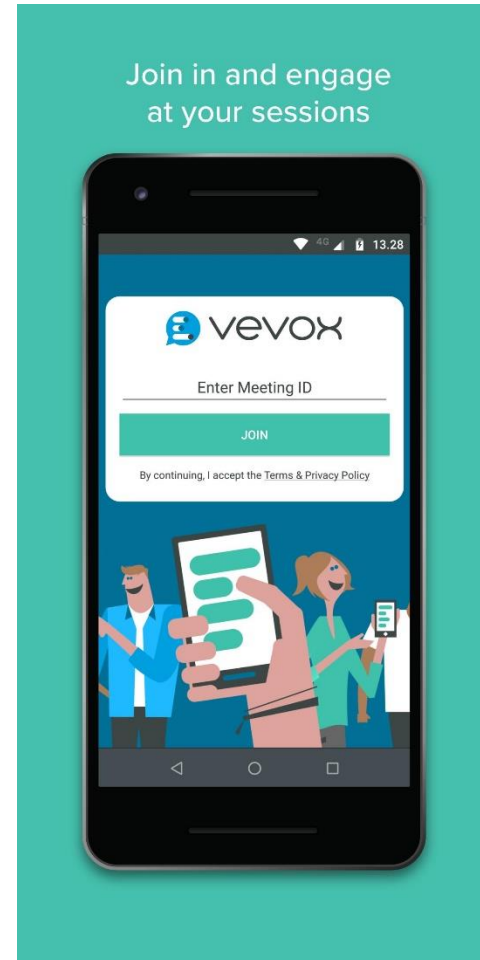 Join in and engage
at your sessions
4G 13.28
vevox
Enter Meeting ID
JOIN
By continuing, I accept the Terms & Privacy Policy